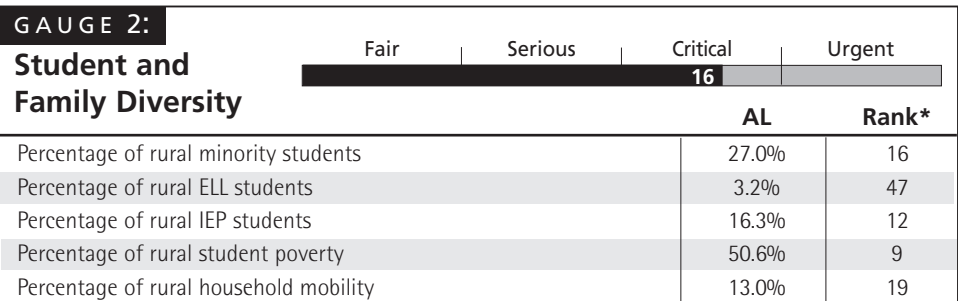 GAUGE 2:
Student and
Family Diversity
Fair Serious Critical Urgent
16
AL Rank*
Percentage of rural minority students 27.0% 16
Percentage of rural ELL students 3.2% 47
Percentage of rural IEP students 16.3% 12
Percentage of rural student poverty 50.6% 9
Percentage of rural household mobility 13.0% 19